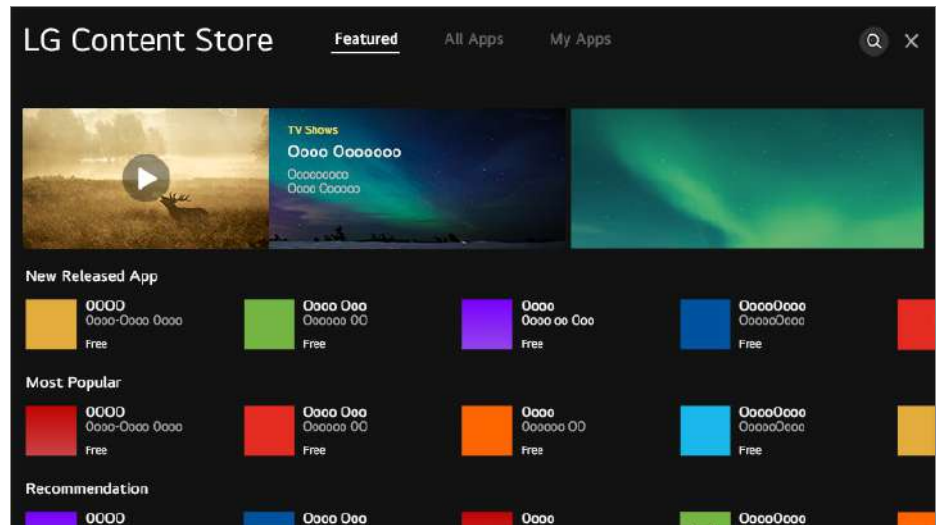 LG Content Store
Featured All Apps My Apps
TV Shows
Oooo Ooooooo
Ooooooooo
Oooo Oooooo
New Released App
OOOO Oooo Ooo Oooo OoooOooo
Oooo-Oooo Oooo Oooooo OO Oooo oo Ooo OooooOooo
Free Free Free Free
Most Popular
OOOO Oooo Ooo Oooo OoooOooo
Oooo-Oooo Oooo Oooooo OO Oooooo OO OooooOooo
Free Free Free Free
Recommendation
OOOO Oooo Ooo Oooo OoooOooo